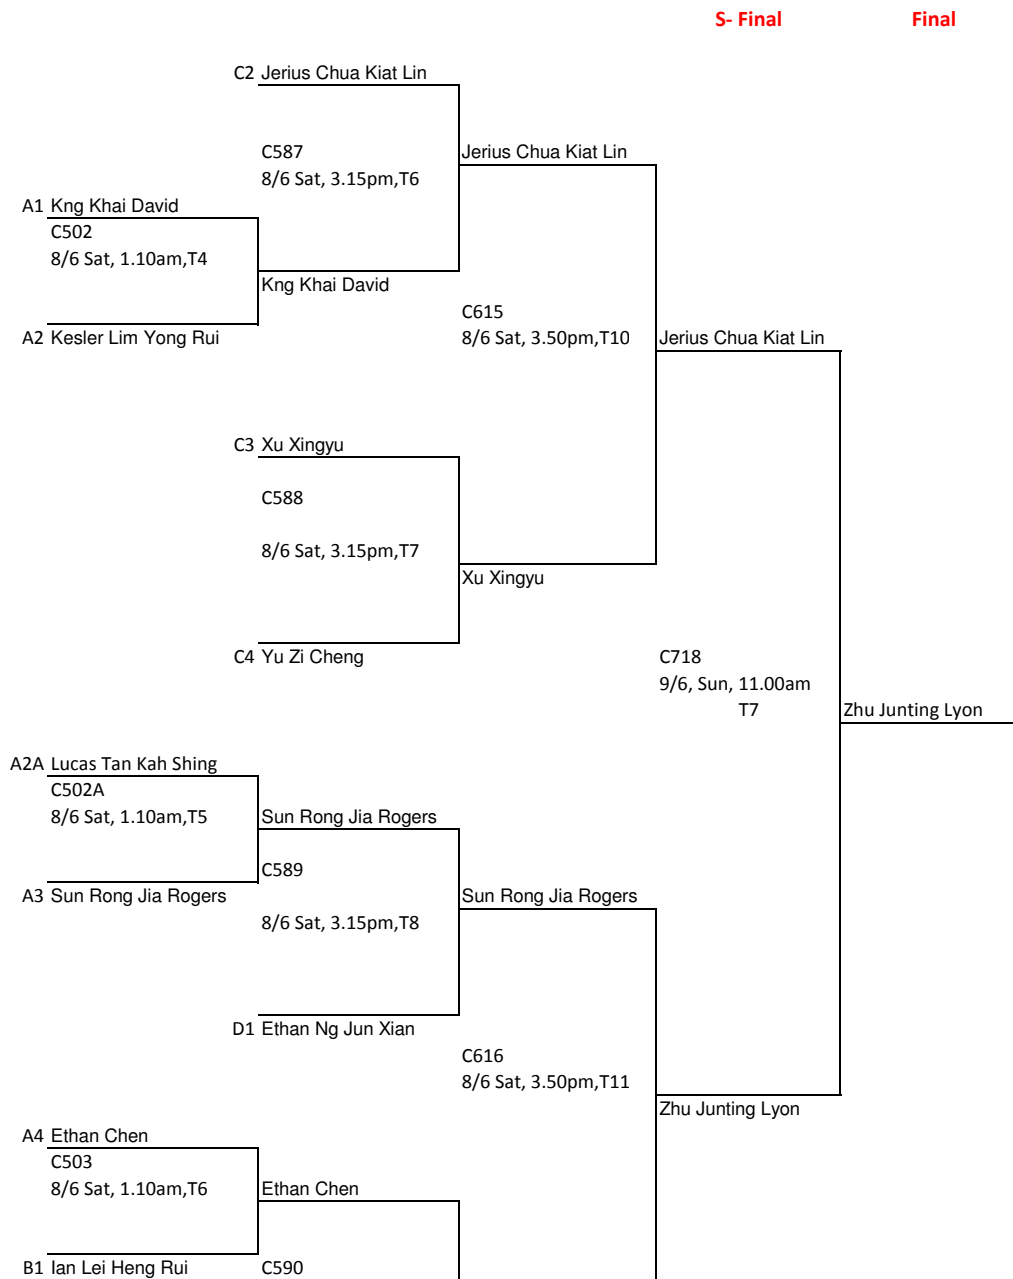 S- Final Final
C2 Jerius Chua Kiat Lin
C587
Jerius Chua Kiat Lin
8/6 Sat, 3.15pm,T6
A1 Kng Khai David
C502
8/6 Sat, 1.10am,T4
Kng Khai David
C615
A2 Kesler Lim Yong Rui
8/6 Sat, 3.50pm,T10
Jerius Chua Kiat Lin
C3 Xu Xingyu
C588
8/6 Sat, 3.15pm,T7
Xu Xingyu
C4 Yu Zi Cheng
C718
9/6, Sun, 11.00am
T7
Zhu Junting Lyon
A2A Lucas Tan Kah Shing
C502A
8/6 Sat, 1.10am,T5
Sun Rong Jia Rogers
C589
A3 Sun Rong Jia Rogers
Sun Rong Jia Rogers
8/6 Sat, 3.15pm,T8
D1 Ethan Ng Jun Xian
C616
8/6 Sat, 3.50pm,T11
Zhu Junting Lyon
A4 Ethan Chen
C503
8/6 Sat, 1.10am,T6
Ethan Chen
B1 Ian Lei Heng Rui
C590